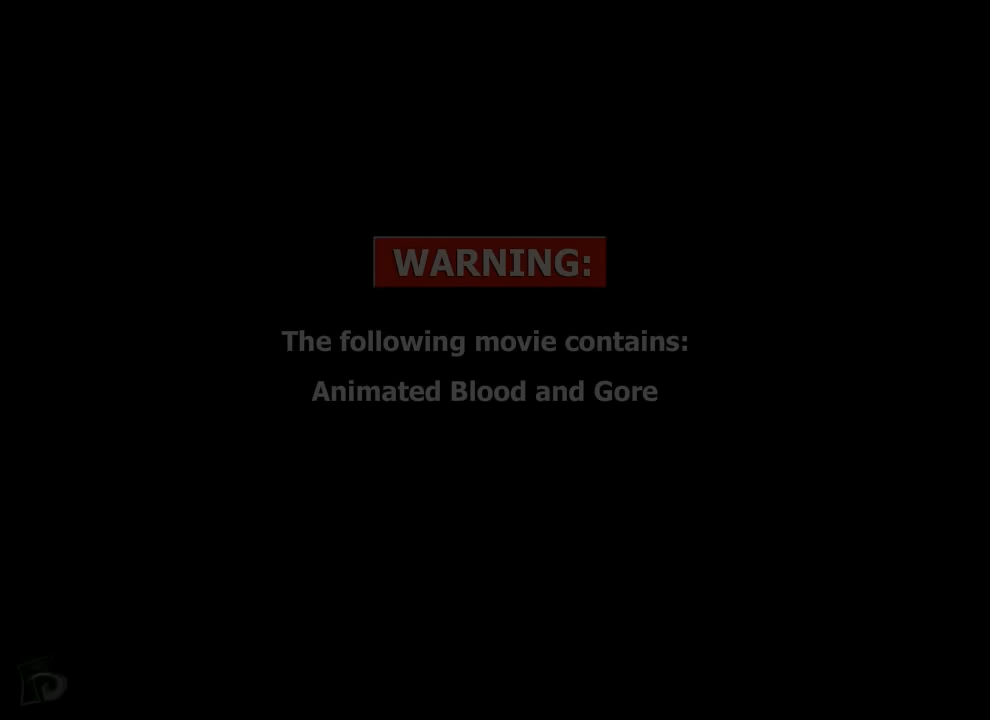 WARNING:
The following movie contains:
Animated Blood and Gore